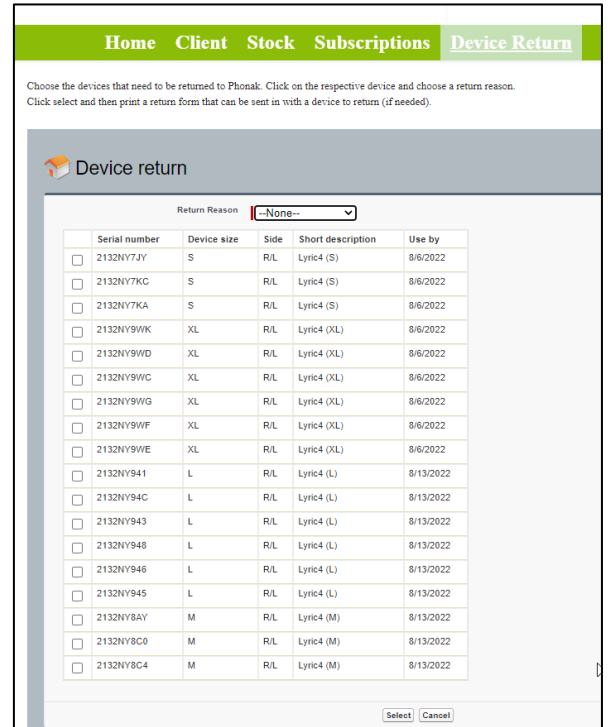 Home Client Stock Subscriptions Device Return
Choose the devices that need to be returned to Phonak. Click on the respective device and choose a return reason.
Click select and then print a return form that can be sent in with a device to return (if needed).
Device return
Return Reason --None--
Serial number Device size Side Short description Use by
2132NY7JY S R/L Lyric4 (S) 8/6/2022
2132NY7KC S R/L Lyric4 (S) 8/6/2022
2132NY7KA S R/L Lyric4 (S) 8/6/2022
2132NY9WK XL R/L Lyric4 (XL) 8/6/2022
2132NY9WD XL R/L Lyric4 (XL) 8/6/2022
2132NY9WC XL R/L Lyric4 (XL) 8/6/2022
2132NY9WG XL R/L Lyric4 (XL) 8/6/2022
2132NY9WF XL R/L Lyric4 (XL) 8/6/2022
2132NY9WE XL R/L Lyric4 (XL) 8/6/2022
2132NY941 L R/L Lyric4 (L) 8/13/2022
2132NY94C L R/L Lyric4 (L) 8/13/2022
2132NY943 L R/L Lyric4 (L) 8/13/2022
2132NY948 L R/L Lyric4 (L) 8/13/2022
2132NY946 L R/L Lyric4 (L) 8/13/2022
2132NY945 L R/L Lyric4 (L) 8/13/2022
2132NY8AY M R/L Lyric4 (M) 8/13/2022
2132NY8C0 M R/L Lyric4 (M) 8/13/2022
2132NY8C4 M R/L Lyric4 (M) 8/13/2022
Select Cancel